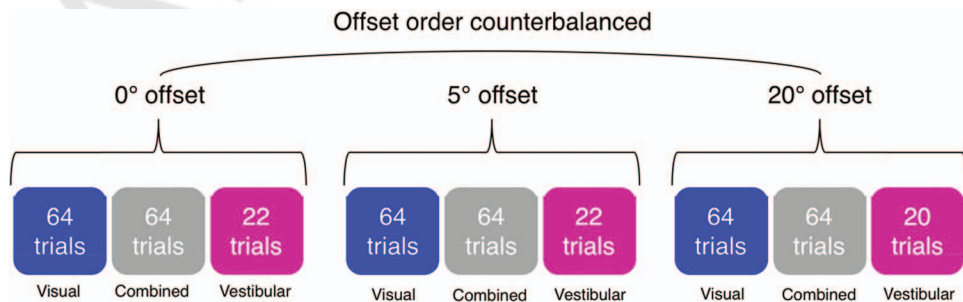 Offset order counterbalanced
0° offset 5° offset 20° offset
64 64 22 64 64 22 64 64 20
trials trials trials trials trials trials trials trials trials
Visual Combined Vestibular Visual Combined Vestibular Visual Combined Vestibular